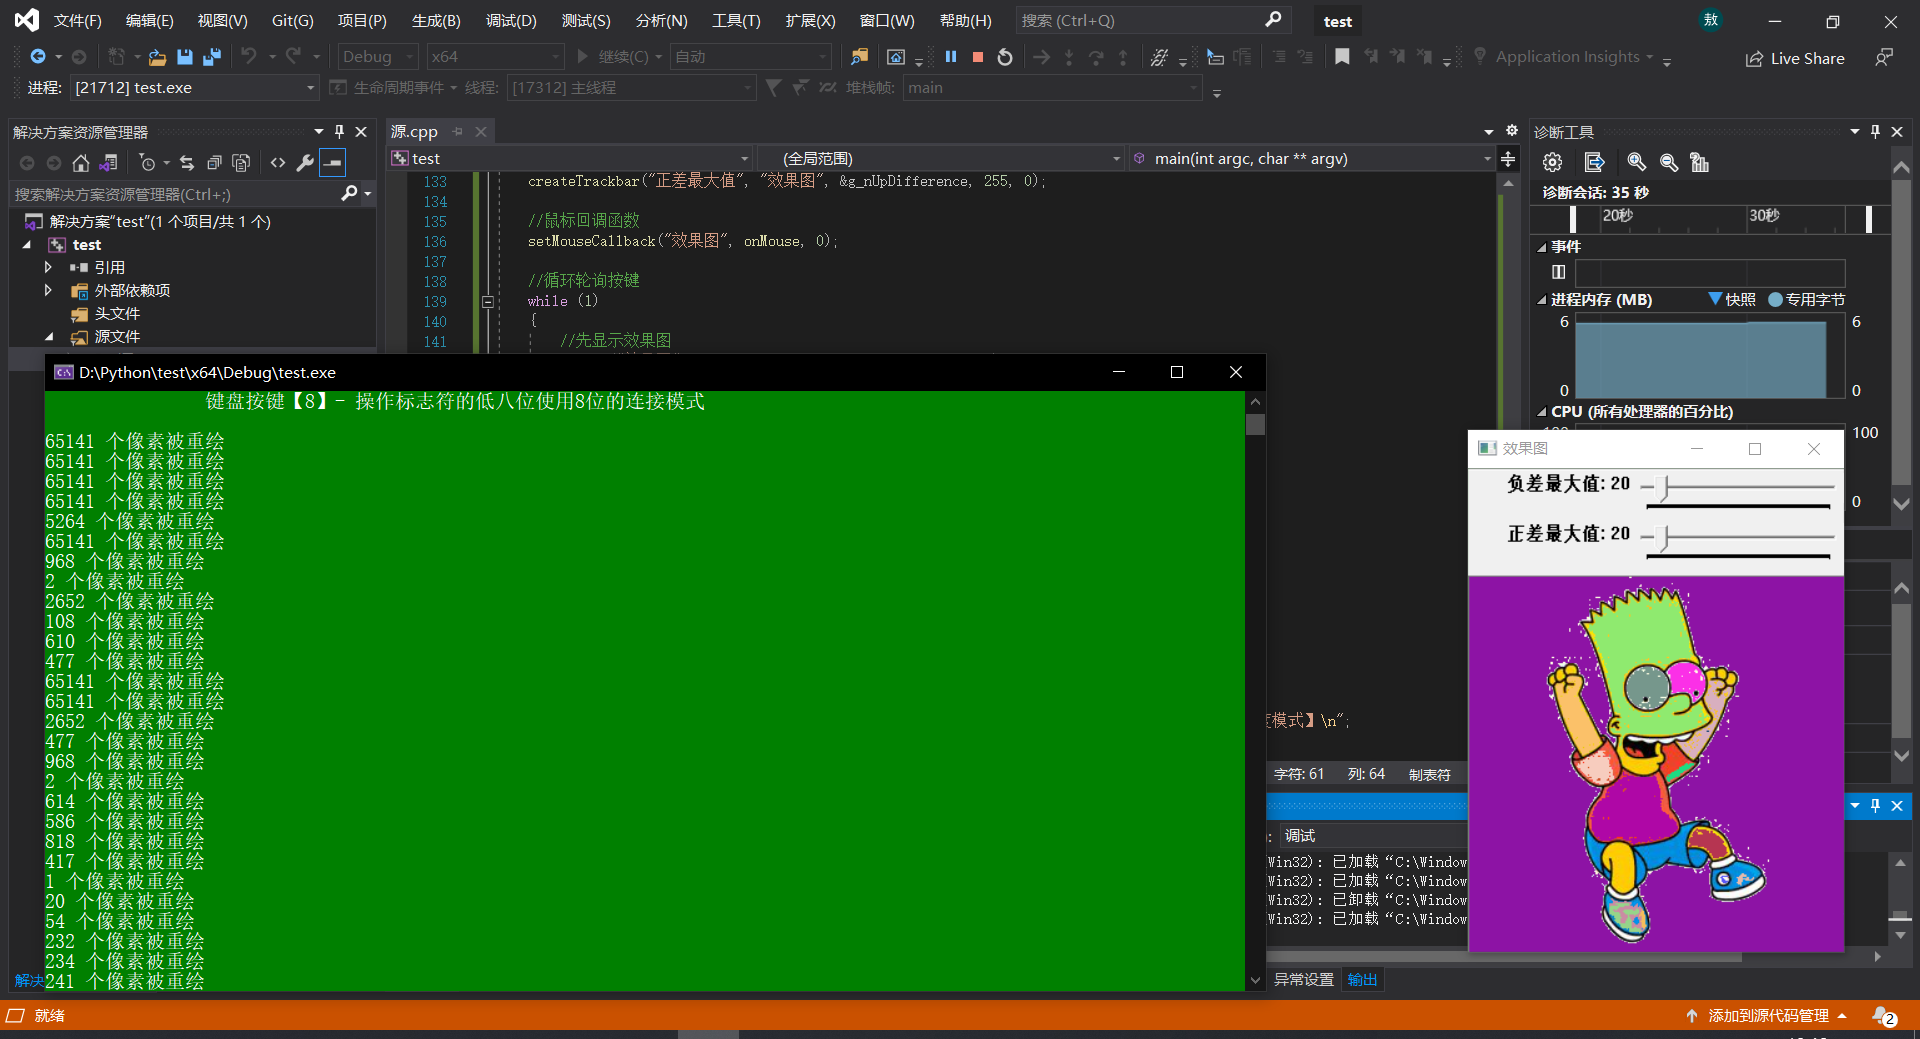 文件(F) 编辑(E) 视图(V) Git(G) 项目(P) 生成(B) 调试(D) 测试(S) 分析(N) 工具(T) 扩展(X) 窗口(W) 帮助(H) 搜索 (Ctrl+Q) test 敖
Debug x64 继续(C) 自动 Application Insights Live Share
进程: [21712] test.exe 生命周期事件 线程: [17312] 主线程 堆栈帧: main
解决方案资源管理器
搜索解决方案资源管理器(Ctrl+;)
解决方案"test"(1 个项目/共 1 个)
test
引用
外部依赖项
头文件
源文件
源.cpp
test (全局范围) main(int argc, char ** argv)
133 createTrackbar("正差最大值", "效果图", &g_nUpDifference, 255, 0);
134
135 //鼠标回调函数
136 setMouseCallback("效果图", onMouse, 0);
137
138 //循环轮询按键
139 while (1)
140 {
141 //先显示效果图
诊断工具
诊断会话: 35 秒
20秒 30秒
事件
进程内存 (MB) 快照 专用字节
6 6
0 0
CPU (所有处理器的百分比)
100
0
D:\Python\test\x64\Debug\test.exe
键盘按键【8】- 操作标志符的低八位使用8位的连接模式
65141 个像素被重绘
65141 个像素被重绘
65141 个像素被重绘
65141 个像素被重绘
5264 个像素被重绘
65141 个像素被重绘
968 个像素被重绘
2 个像素被重绘
2652 个像素被重绘
108 个像素被重绘
610 个像素被重绘
477 个像素被重绘
65141 个像素被重绘
65141 个像素被重绘
2652 个像素被重绘
477 个像素被重绘
968 个像素被重绘
2 个像素被重绘
614 个像素被重绘
586 个像素被重绘
818 个像素被重绘
417 个像素被重绘
1 个像素被重绘
20 个像素被重绘
54 个像素被重绘
232 个像素被重绘
234 个像素被重绘
241 个像素被重绘
效果图
负差最大值: 20
正差最大值: 20
模式】\n";
字符: 61 列: 64 制表符
调试
Win32): 已加载“C:\Window
Win32): 已加载“C:\Window
Win32): 已卸载“C:\Window
Win32): 已加载“C:\Window
解决
异常设置 输出
就绪 添加到源代码管理 2